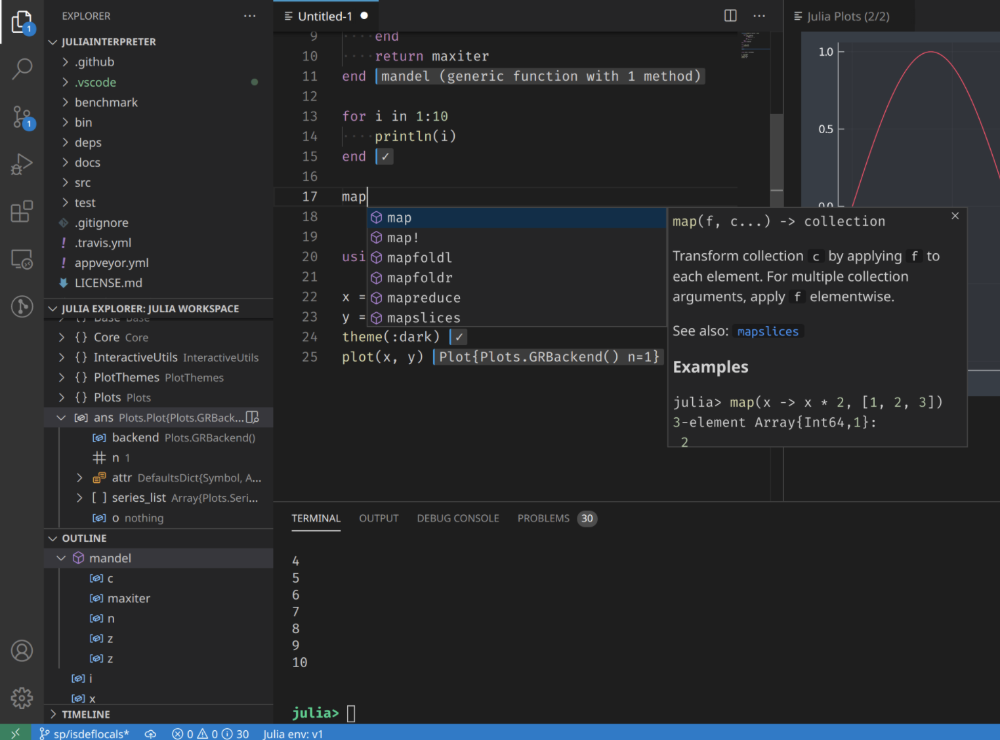 EXPLORER
JULIAINTERPRETER
.github
.vscode
benchmark
bin
deps
docs
src
test
.gitignore
! .travis.yml
! appveyor.yml
LICENSE.md
JULIA EXPLORER: JULIA WORKSPACE
{} Base Base
{} Core Core
{} InteractiveUtils InteractiveUtils
{} PlotThemes PlotThemes
{} Plots Plots
ans Plots.Plot{Plots.GRBack...
backend Plots.GRBackend()
n 1
attr DefaultsDict{Symbol, A...
[ ] series_list Array{Plots.Seri...
o nothing
OUTLINE
mandel
c
maxiter
n
z
z
i
x
TIMELINE
1
1
Untitled-1
9 end
10 return maxiter
11 end mandel (generic function with 1 method)
12
13 for i in 1:10
14 println(i)
15 end ✓
16
17 map
18
19
20 usi
21
22 x =
23 y =
24 theme(:dark) ✓
25 plot(x, y) Plot{Plots.GRBackend() n=1}
map
map!
mapfoldl
mapfoldr
mapreduce
mapslices
map(f, c...) -> collection
Transform collection c by applying f to
each element. For multiple collection
arguments, apply f elementwise.
See also: mapslices
Examples
julia> map(x -> x * 2, [1, 2, 3])
3-element Array{Int64,1}:
2
Julia Plots (2/2)
1.0
0.5
0.0
TERMINAL OUTPUT DEBUG CONSOLE PROBLEMS 30
4
5
6
7
8
9
10
julia>
sp/isdeflocals* 0 0 30 Julia env: v1